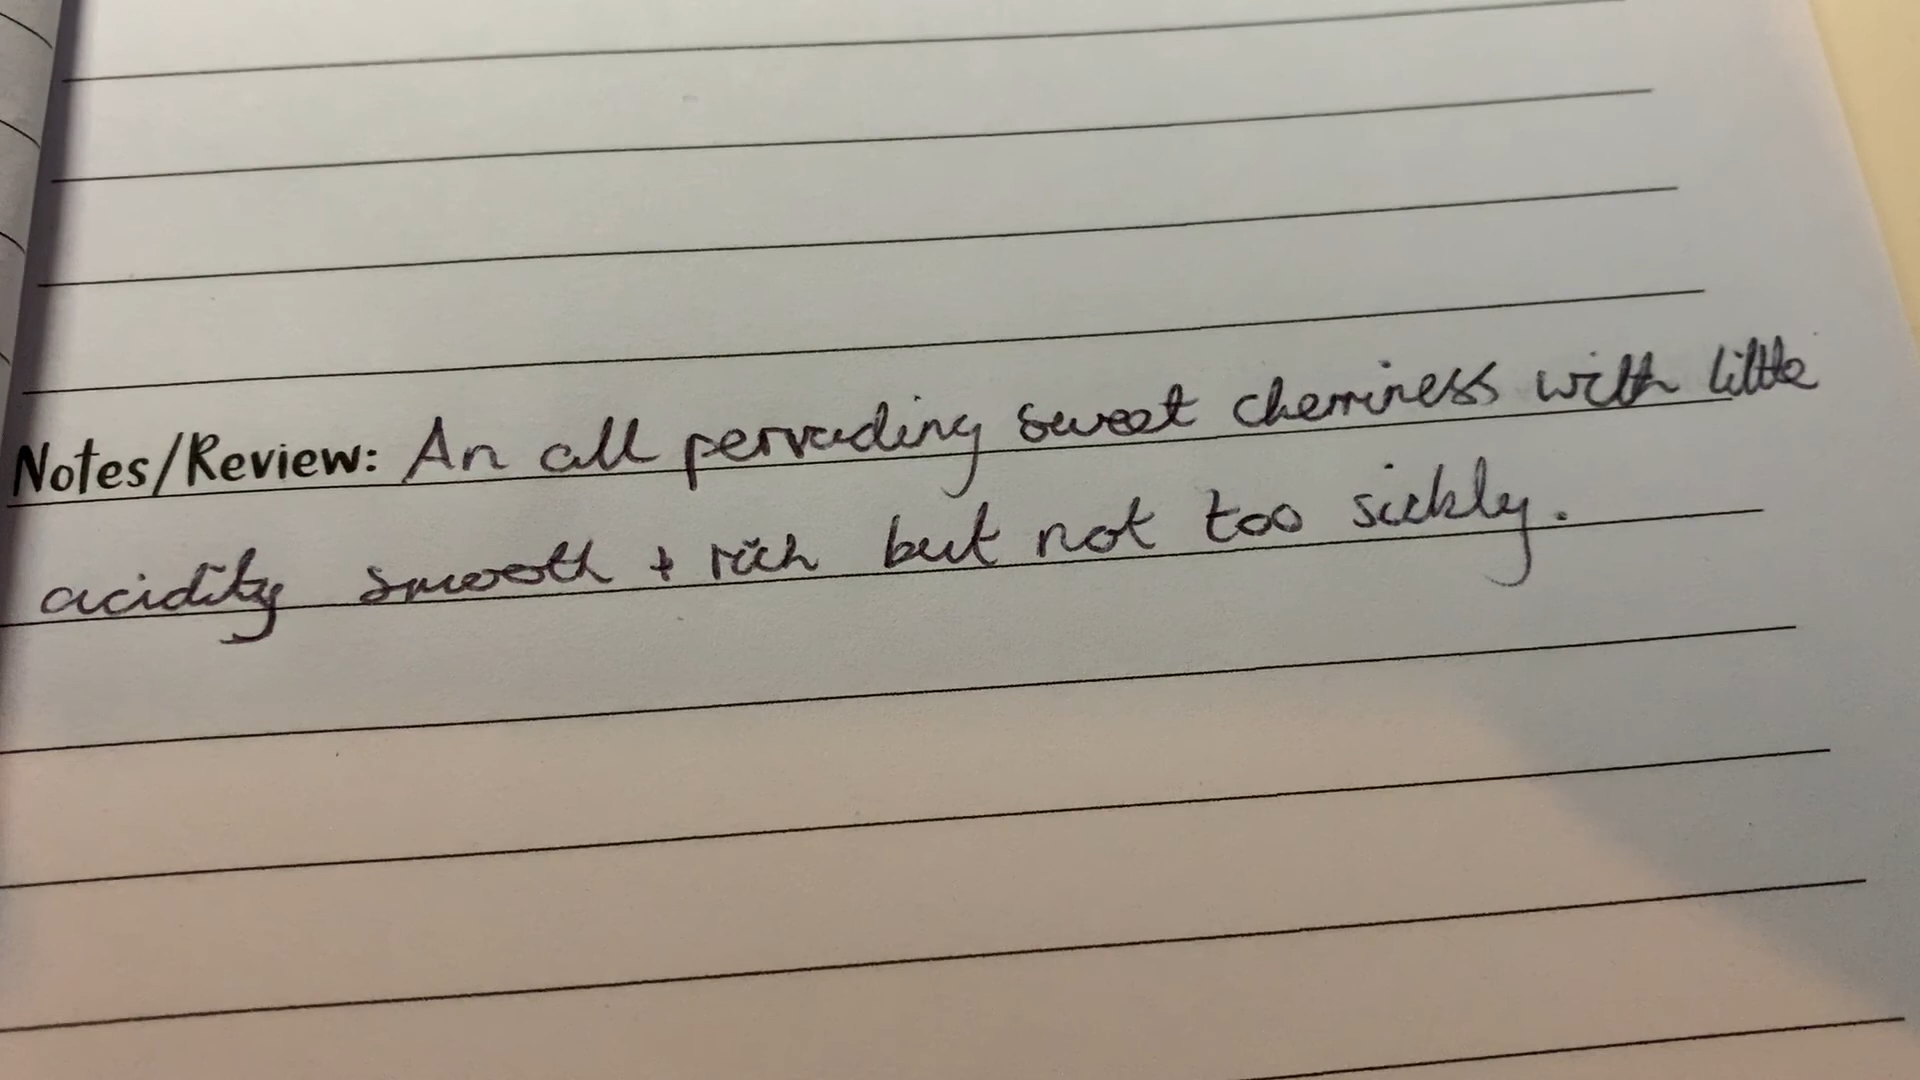 Notes/Review: An all pervading sweet cherriness with little
acidity smooth + rich but not too sickly.